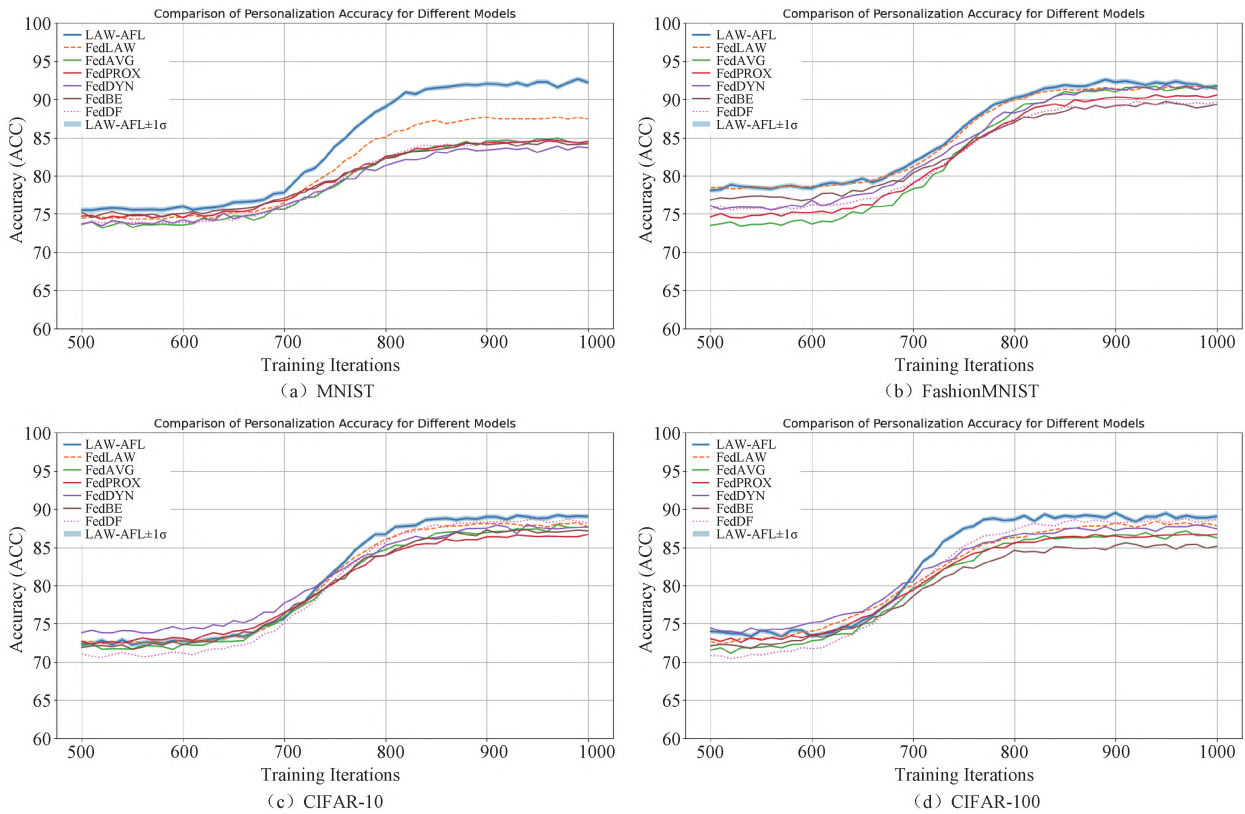 Comparison of Personalization Accuracy for Different Models
100
95
90
85
80
75
70
65
60
Accuracy (ACC)
LAW-AFL
FedLAW
FedAVG
FedPROX
FedDYN
FedBE
FedDF
LAW-AFL±1σ
500 600 700 800 900 1000
Training Iterations
（a）MNIST
Comparison of Personalization Accuracy for Different Models
100
95
90
85
80
75
70
65
60
Accuracy (ACC)
LAW-AFL
FedLAW
FedAVG
FedPROX
FedDYN
FedBE
FedDF
LAW-AFL±1σ
500 600 700 800 900 1000
Training Iterations
（b）FashionMNIST
Comparison of Personalization Accuracy for Different Models
100
95
90
85
80
75
70
65
60
Accuracy (ACC)
LAW-AFL
FedLAW
FedAVG
FedPROX
FedDYN
FedBE
FedDF
LAW-AFL±1σ
500 600 700 800 900 1000
Training Iterations
（c）CIFAR-10
Comparison of Personalization Accuracy for Different Models
100
95
90
85
80
75
70
65
60
Accuracy (ACC)
LAW-AFL
FedLAW
FedAVG
FedPROX
FedDYN
FedBE
FedDF
LAW-AFL±1σ
500 600 700 800 900 1000
Training Iterations
（d）CIFAR-100